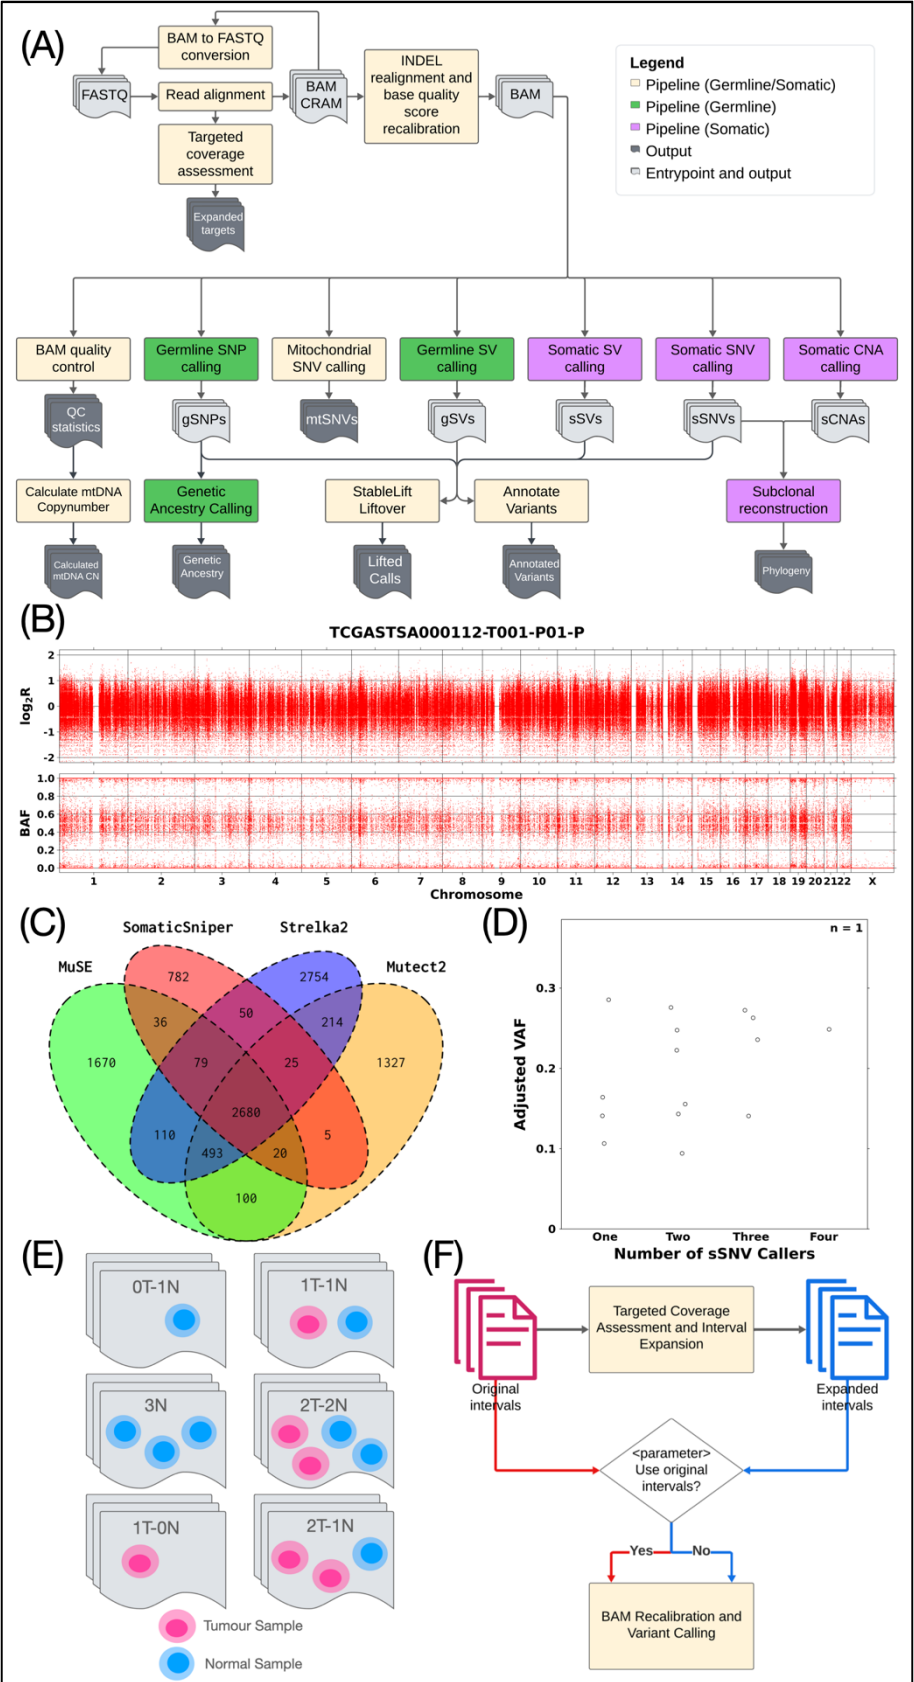 (A)
BAM to FASTQ
conversion
FASTQ
Read alignment
BAM
CRAM
INDEL
realignment and
base quality
score
recalibration
BAM
Targeted
coverage
assessment
Expanded
targets
Legend
Pipeline (Germline/Somatic)
Pipeline (Germline)
Pipeline (Somatic)
Output
Entrypoint and output
BAM quality
control
Germline SNP
calling
Mitochondrial
SNV calling
Germline SV
calling
Somatic SV
calling
Somatic SNV
calling
Somatic CNA
calling
QC
statistics
gSNPs
mtSNVs
gSVs
sSVs
sSNVs
sCNAs
Calculate mtDNA
Copynumber
Genetic
Ancestry Calling
StableLift
Liftover
Annotate
Variants
Subclonal
reconstruction
Calculated
mtDNA CN
Genetic
Ancestry
Lifted
Calls
Annotated
Variants
Phylogeny
(B)
TCGASTSA000112-T001-P01-P
log2R
2
1
0
-1
-2
BAF
1.0
0.8
0.6
0.4
0.2
0.0
1 2 3 4 5 6 7 8 9 10 11 12 13 14 15 16 17 18 19 20 21 22 X
Chromosome
(C)
SomaticSniper
Strelka2
MuSE
Mutect2
782
2754
36
50
214
1670
79
25
1327
2680
110
493
20
5
100
(D)
n = 1
Adjusted VAF
0.3
0.2
0.1
0
One Two Three Four
Number of sSNV Callers
(E)
0T-1N
1T-1N
3N
2T-2N
1T-0N
2T-1N
Tumour Sample
Normal Sample
(F)
Targeted Coverage
Assessment and Interval
Expansion
Original
intervals
Expanded
intervals
<parameter>
Use original
intervals?
Yes
No
BAM Recalibration and
Variant Calling